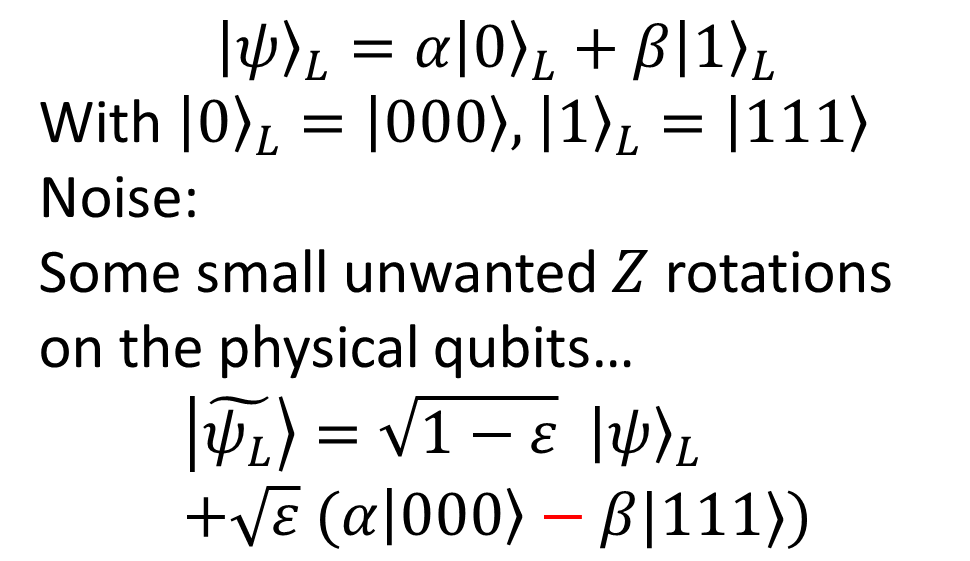 |ψ⟩_L = α|0⟩_L + β|1⟩_L
With |0⟩_L = |000⟩, |1⟩_L = |111⟩
Noise:
Some small unwanted Z rotations
on the physical qubits…
|ψ̃_L⟩ = √(1 − ε) |ψ⟩_L
+√ε (α|000⟩ − β|111⟩)